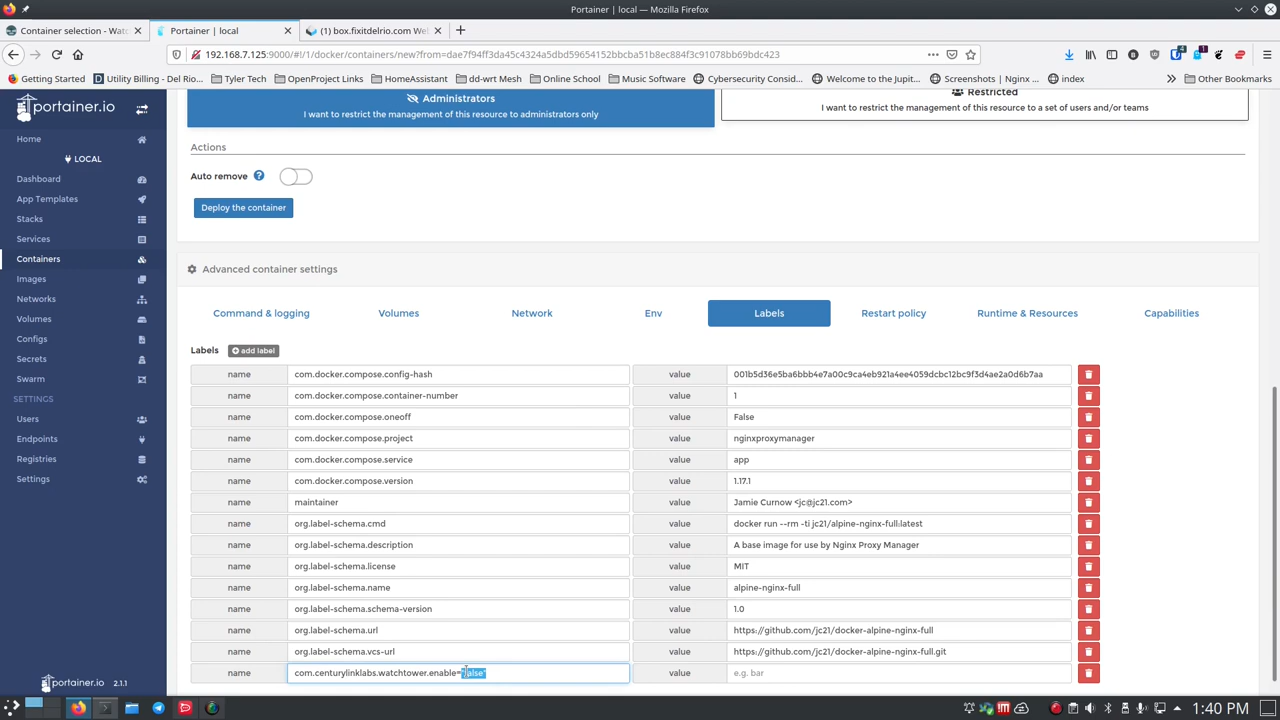 Portainer | local — Mozilla Firefox
Container selection - Wat
Portainer | local
(1) box.fixitdelrio.com We
192.168.7.125:9000/#!/1/docker/containers/new?from=dae7f94ff3da45c4324a5dbd59654152bbcba51b8ec884f3c91078bb69bdc423
Getting Started
Utility Billing - Del Rio...
Tyler Tech
OpenProject Links
HomeAssistant
dd-wrt Mesh
Online School
Music Software
Cybersecurity Consid...
Welcome to the Jupit...
Screenshots | Nginx ...
index
Other Bookmarks
portainer.io
Home
LOCAL
Dashboard
App Templates
Stacks
Services
Containers
Images
Networks
Volumes
Configs
Secrets
Swarm
SETTINGS
Users
Endpoints
Registries
Settings
portainer.io 2.1.1
Administrators
I want to restrict the management of this resource to administrators only
Restricted
I want to restrict the management of this resource to a set of users and/or teams
Actions
Auto remove
Deploy the container
Advanced container settings
Command & logging Volumes Network Env Labels Restart policy Runtime & Resources Capabilities
Labels add label
name com.docker.compose.config-hash value 001b5d36e5ba6bbb4e7a00c9ca4eb921a4ee4059dcbc12bc9f3d4ae2a0d6b7aa
name com.docker.compose.container-number value 1
name com.docker.compose.oneoff value False
name com.docker.compose.project value nginxproxymanager
name com.docker.compose.service value app
name com.docker.compose.version value 1.17.1
name maintainer value Jamie Curnow <jc@jc21.com>
name org.label-schema.cmd value docker run --rm -ti jc21/alpine-nginx-full:latest
name org.label-schema.description value A base image for use by Nginx Proxy Manager
name org.label-schema.license value MIT
name org.label-schema.name value alpine-nginx-full
name org.label-schema.schema-version value 1.0
name org.label-schema.url value https://github.com/jc21/docker-alpine-nginx-full
name org.label-schema.vcs-url value https://github.com/jc21/docker-alpine-nginx-full.git
name com.centurylinklabs.watchtower.enable="false" value e.g. bar
1:40 PM